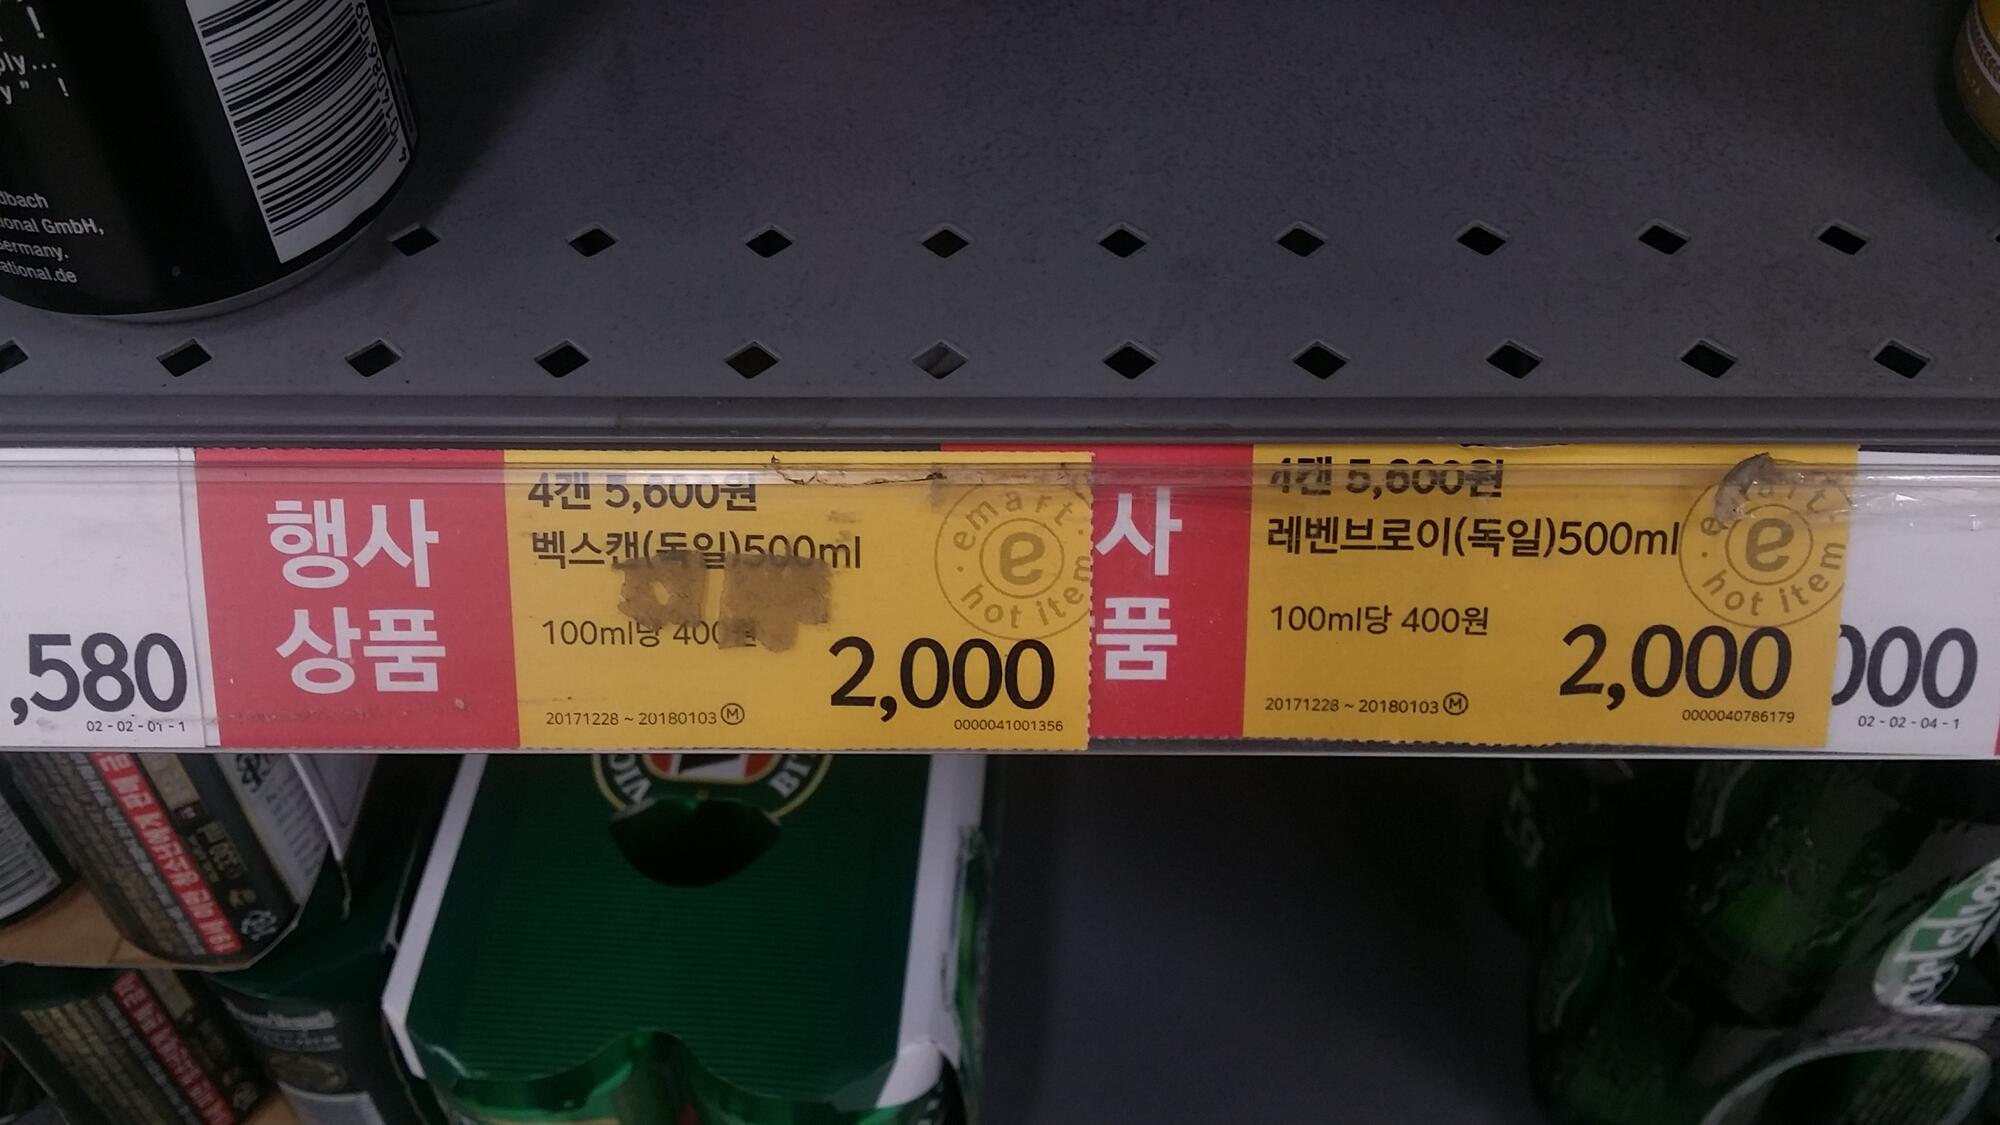 !
ply...
y" !
dbach
ional GmbH,
Germany.
ational.de
,580
02-02-01-1
행사
상품
4캔 5,600원
벡스캔(독일)500ml
100ml당 400원
20171228 ~ 20180103 M
2,000
0000041001356
emart
e
hot item
사
품
4캔 5,600원
레벤브로이(독일)500ml
100ml당 400원
20171228 ~ 20180103 M
2,000
0000040786179
emart
e
hot item
000
02-02-04-1